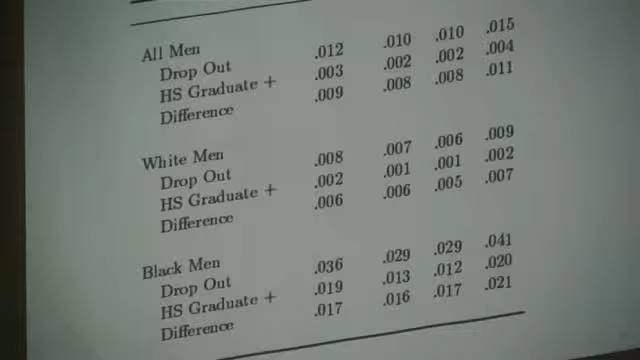 All Men
Drop Out .012 .010 .010 .015
HS Graduate + .003 .002 .002 .004
Difference .009 .008 .008 .011
White Men
Drop Out .008 .007 .006 .009
HS Graduate + .002 .001 .001 .002
Difference .006 .006 .005 .007
Black Men
Drop Out .036 .029 .029 .041
HS Graduate + .019 .013 .012 .020
Difference .017 .016 .017 .021